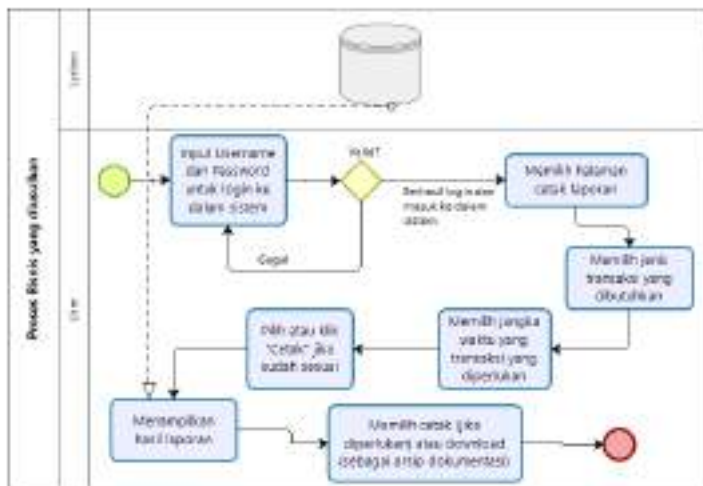 Proses Bisnis yang diusulkan
System
Input Username
dan Password
untuk login ke
dalam sistem
Valid?
Berhasil login dan
masuk ke dalam
sistem
Memilih halaman
cetak laporan
Gagal
Memilih jenis
transaksi yang
dibutuhkan
Memilih jangka
waktu yang
transaksi yang
diperlukan
Pilih atau klik
"Cetak" jika
sudah sesuai
Menampilkan
hasil laporan
Memilih cetak (jika
diperlukan) atau download
(sebagai arsip dokumentasi)